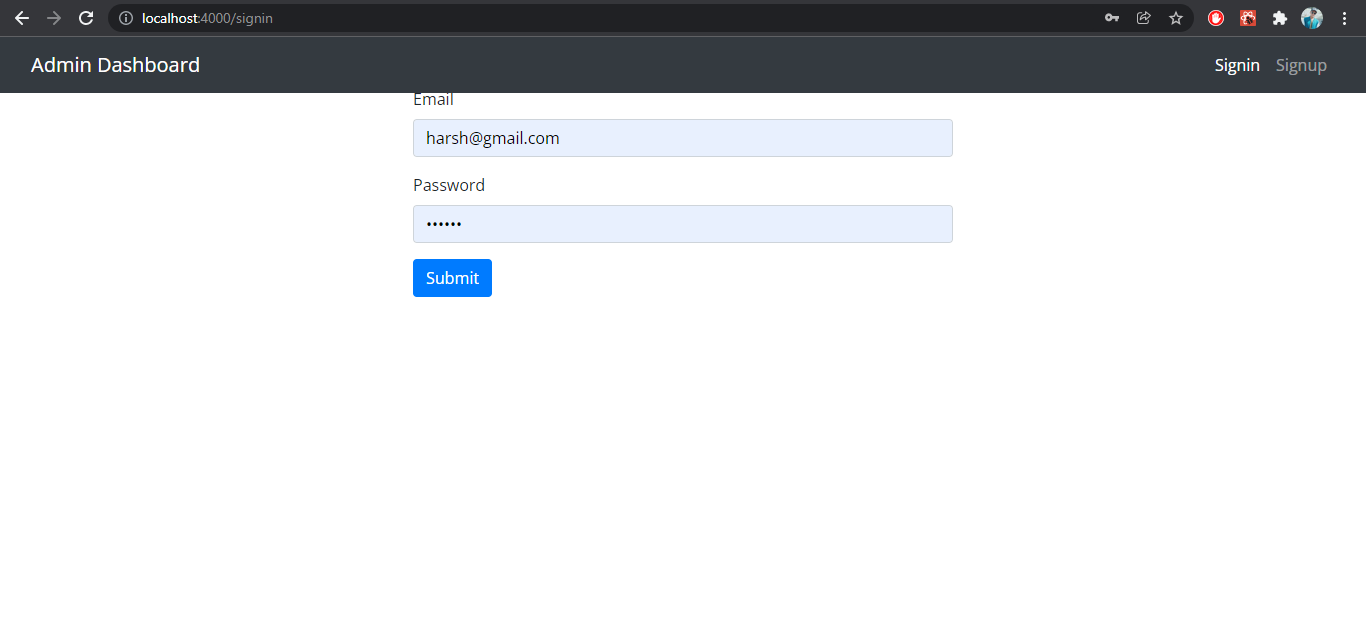 localhost:4000/signin
Admin Dashboard
Signin Signup
Email
harsh@gmail.com
Password
••••••
Submit